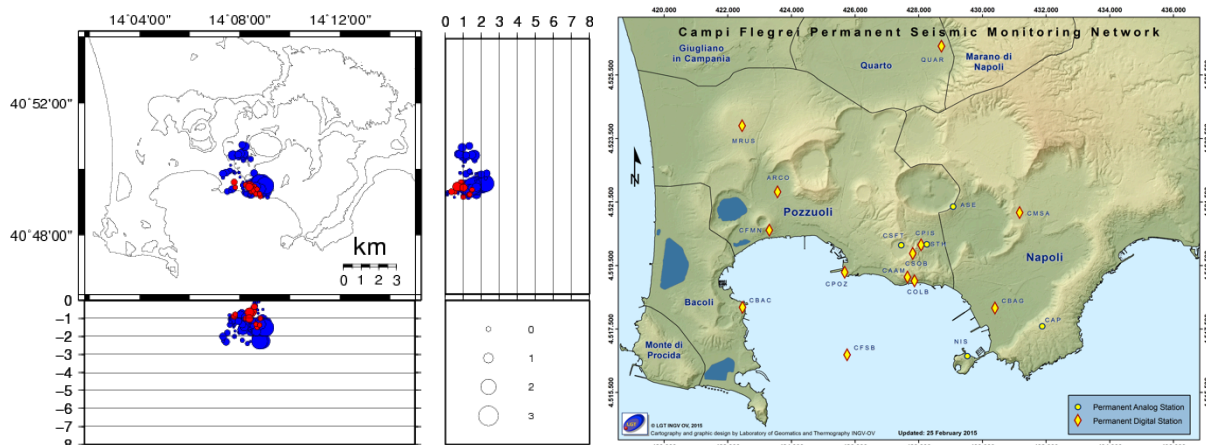 14°04'00" 14°08'00" 14°12'00"
0 1 2 3 4 5 6 7 8
40°52'00"
40°48'00"
km
0 1 2 3
0
-1
-2
-3
-4
-5
-6
-7
-8
0
1
2
3
420.000 422.000 424.000 426.000 428.000 430.000 432.000 434.000 436.000
Campi Flegrei Permanent Seismic Monitoring Network
Giugliano
in Campania
Quarto
Marano di
Napoli
QUAR
4.525.500
MRUS
4.523.500
N
ARCO
4.521.500
Pozzuoli
ASE
CMSA
CFMN
CSFT
CPIS
STH
CSOB
Napoli
4.519.500
CAAM
CPOZ
COLB
Bacoli
CBAC
CBAG
CAP
4.517.500
Monte di
Procida
CFSB
NIS
4.515.500
Permanent Analog Station
Permanent Digital Station
© LGT INGV OV, 2015
Cartography and graphic design by Laboratory of Geomatics and Thermography INGV-OV
Updated: 25 February 2015